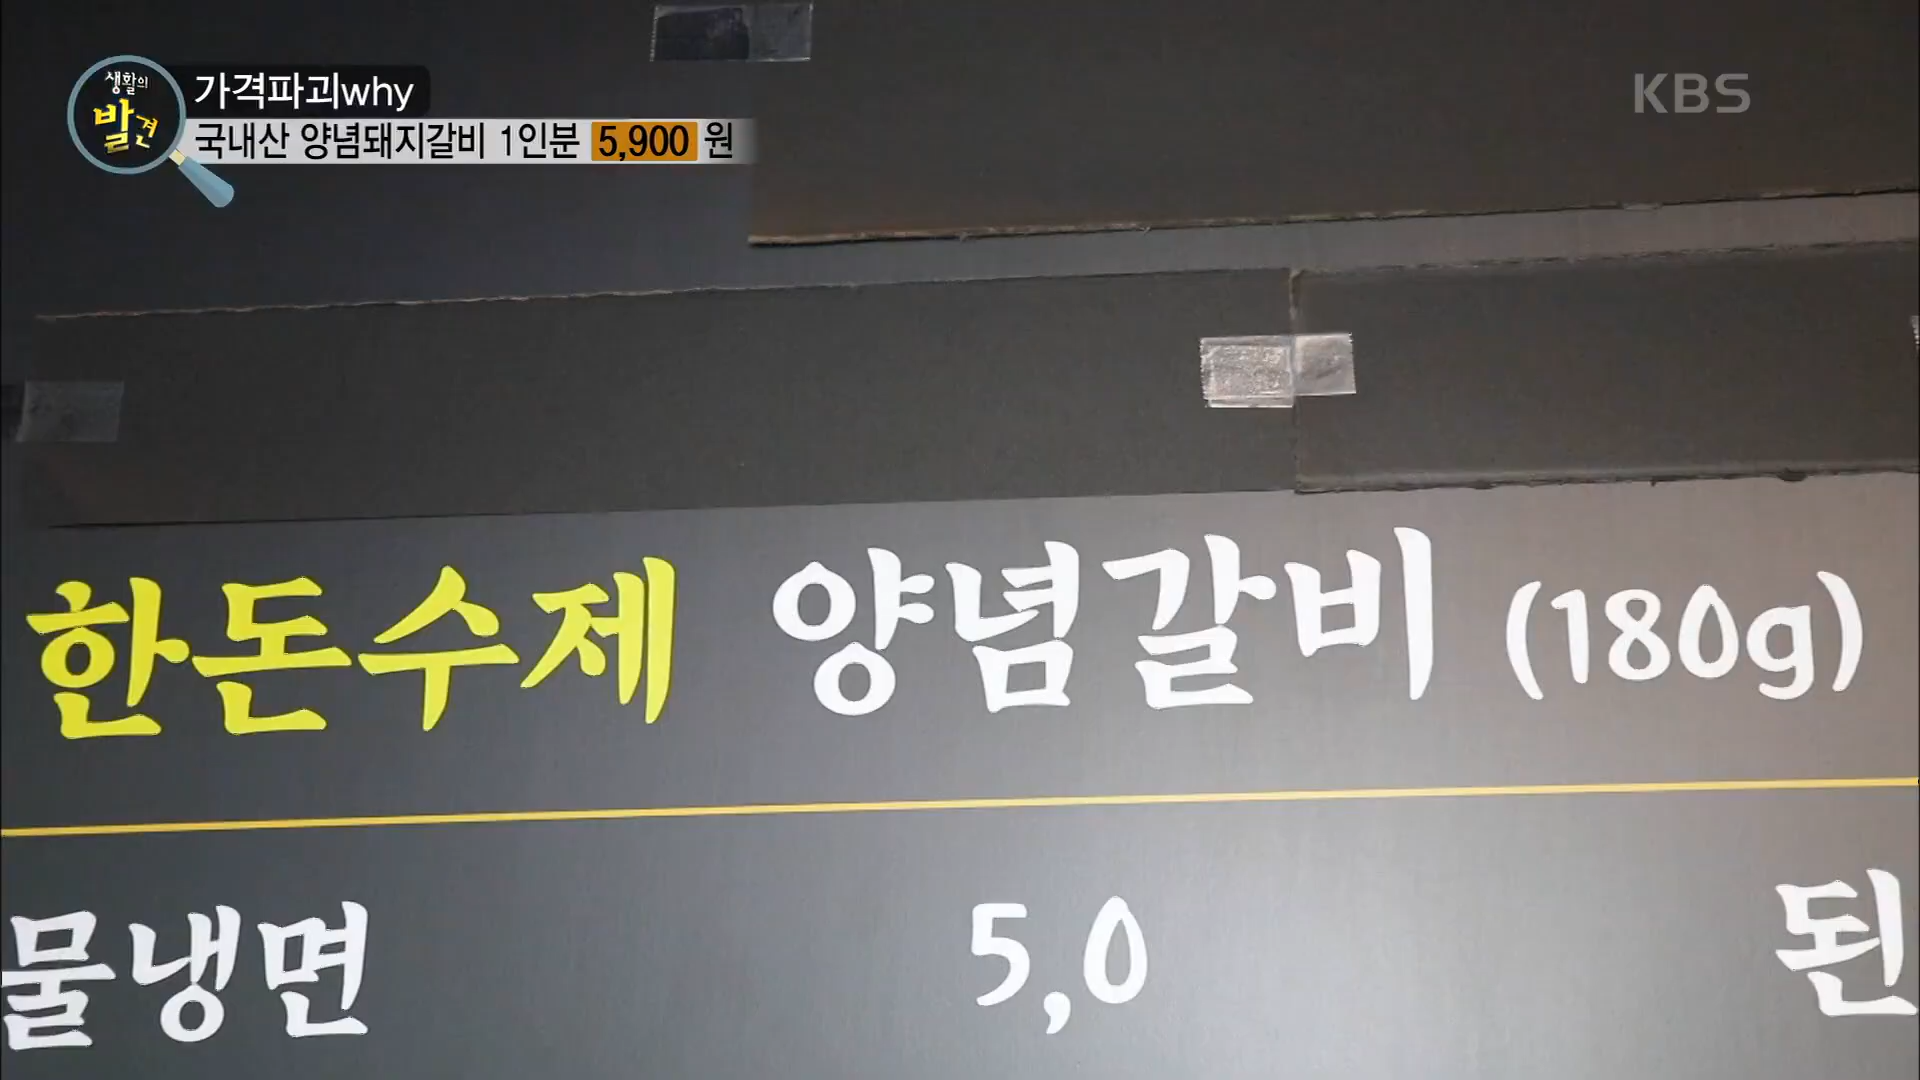 생활의
발견
가격파괴why
국내산 양념돼지갈비 1인분 5,900 원
KBS
한돈수제 양념갈비 (180g)
물냉면 5,0 된